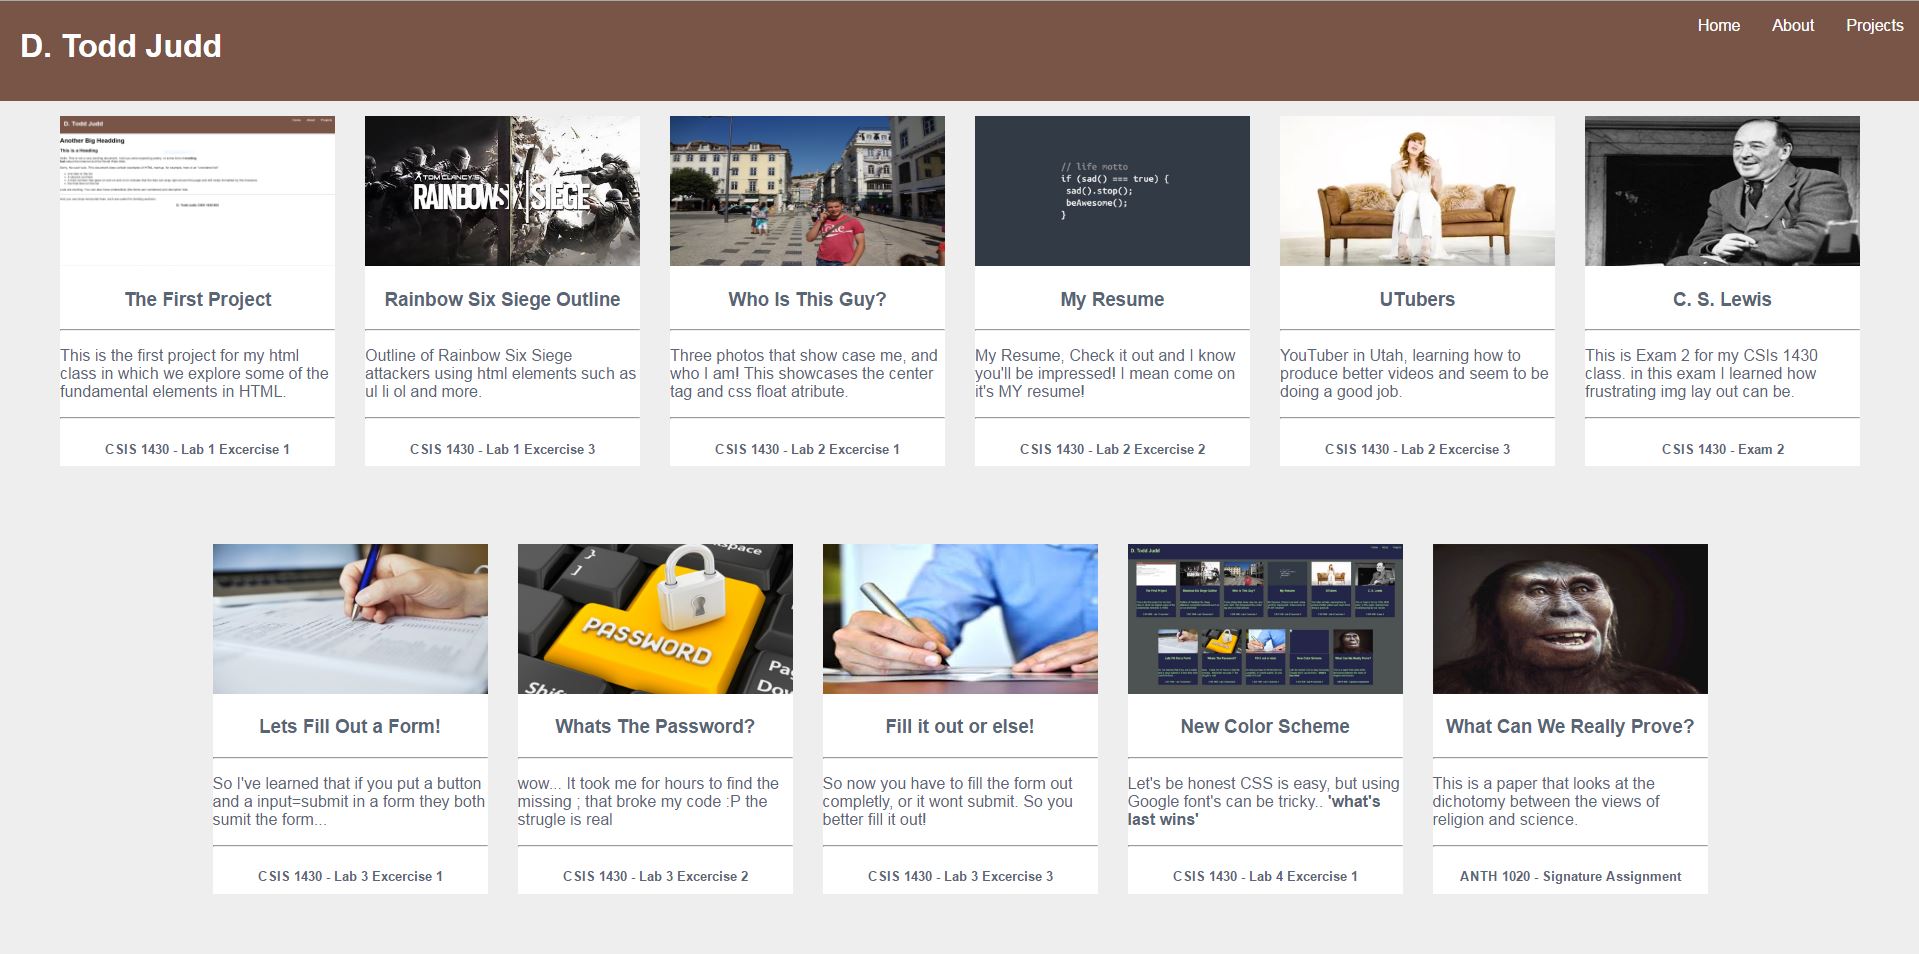 D. Todd Judd
Home About Projects
D. Todd Judd
Another Big Headding
This is a Heading
TOM CLANCY'S
RAINBOW SIX SIEGE
// life motto
if (sad() === true) {
sad().stop();
beAwesome();
}
The First Project
This is the first project for my html
class in which we explore some of the
fundamental elements in HTML.
CSIS 1430 - Lab 1 Excercise 1
Rainbow Six Siege Outline
Outline of Rainbow Six Siege
attackers using html elements such as
ul li ol and more.
CSIS 1430 - Lab 1 Excercise 3
Who Is This Guy?
Three photos that show case me, and
who I am! This showcases the center
tag and css float atribute.
CSIS 1430 - Lab 2 Excercise 1
My Resume
My Resume, Check it out and I know
you'll be impressed! I mean come on
it's MY resume!
CSIS 1430 - Lab 2 Excercise 2
UTubers
YouTuber in Utah, learning how to
produce better videos and seem to be
doing a good job.
CSIS 1430 - Lab 2 Excercise 3
C. S. Lewis
This is Exam 2 for my CSIs 1430
class. in this exam I learned how
frustrating img lay out can be.
CSIS 1430 - Exam 2
Lets Fill Out a Form!
So I've learned that if you put a button
and a input=submit in a form they both
sumit the form...
CSIS 1430 - Lab 3 Excercise 1
}
]
PASSWORD
Shift
Whats The Password?
wow... It took me for hours to find the
missing ; that broke my code :P the
strugle is real
CSIS 1430 - Lab 3 Excercise 2
Fill it out or else!
So now you have to fill the form out
completly, or it wont submit. So you
better fill it out!
CSIS 1430 - Lab 3 Excercise 3
D. Todd Judd
New Color Scheme
Let's be honest CSS is easy, but using
Google font's can be tricky.. 'what's
last wins'
CSIS 1430 - Lab 4 Excercise 1
What Can We Really Prove?
This is a paper that looks at the
dichotomy between the views of
religion and science.
ANTH 1020 - Signature Assignment